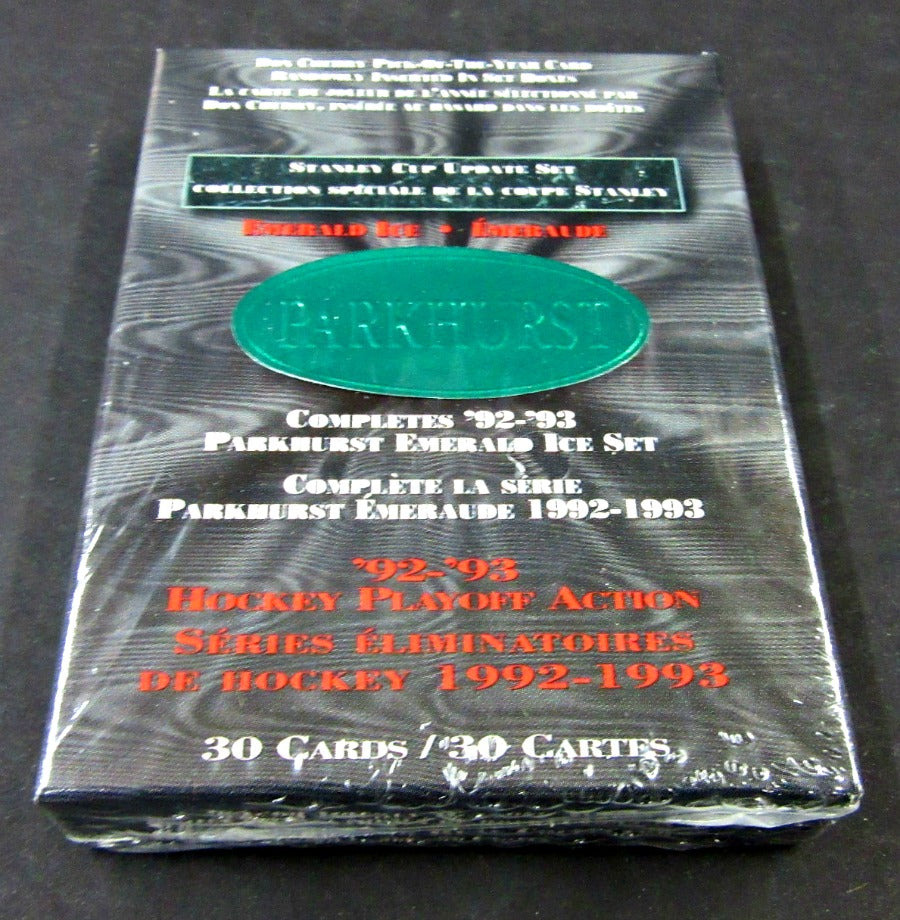 Don Cherry Pick-Of-The-Year Card
Randomly Inserted In Set Boxes
La carte du joueur de l'année sélectionné par
Don Cherry, insérée au hasard dans les boîtes
Stanley Cup Update Set
collection spéciale de la coupe Stanley
Emerald Ice • Émeraude
PARKHURST
Completes '92-'93
Parkhurst Emerald Ice Set
Complète la série
Parkhurst Émeraude 1992-1993
'92-'93
Hockey Playoff Action
Séries éliminatoires
de hockey 1992-1993
30 Cards / 30 Cartes